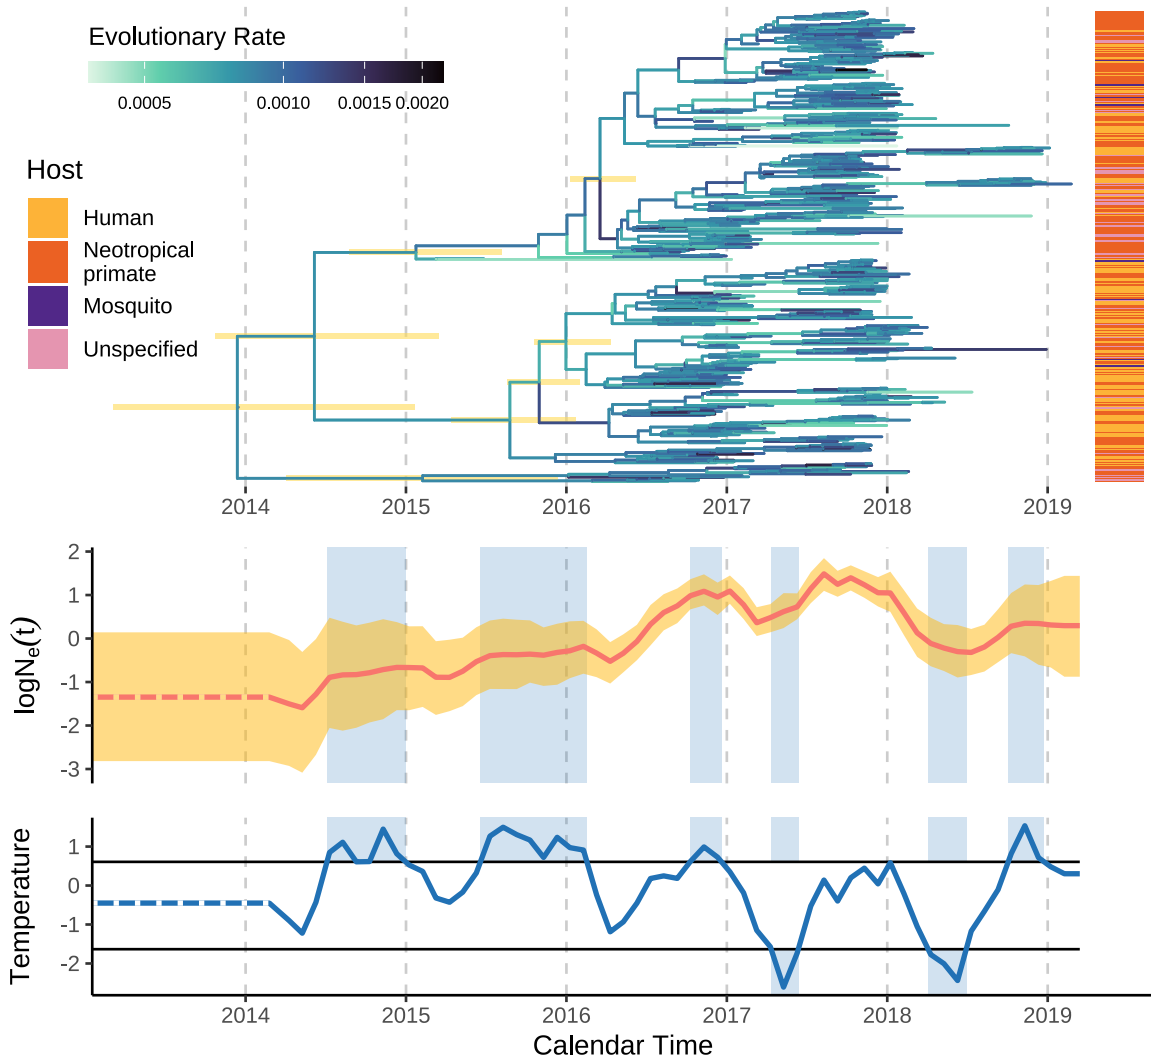 Evolutionary Rate
0.0005 0.0010 0.0015 0.0020
Host
Human
Neotropical
primate
Mosquito
Unspecified
2014 2015 2016 2017 2018 2019
logNe(t)
2
1
0
-1
-2
-3
Temperature
1
0
-1
-2
2014 2015 2016 2017 2018 2019
Calendar Time